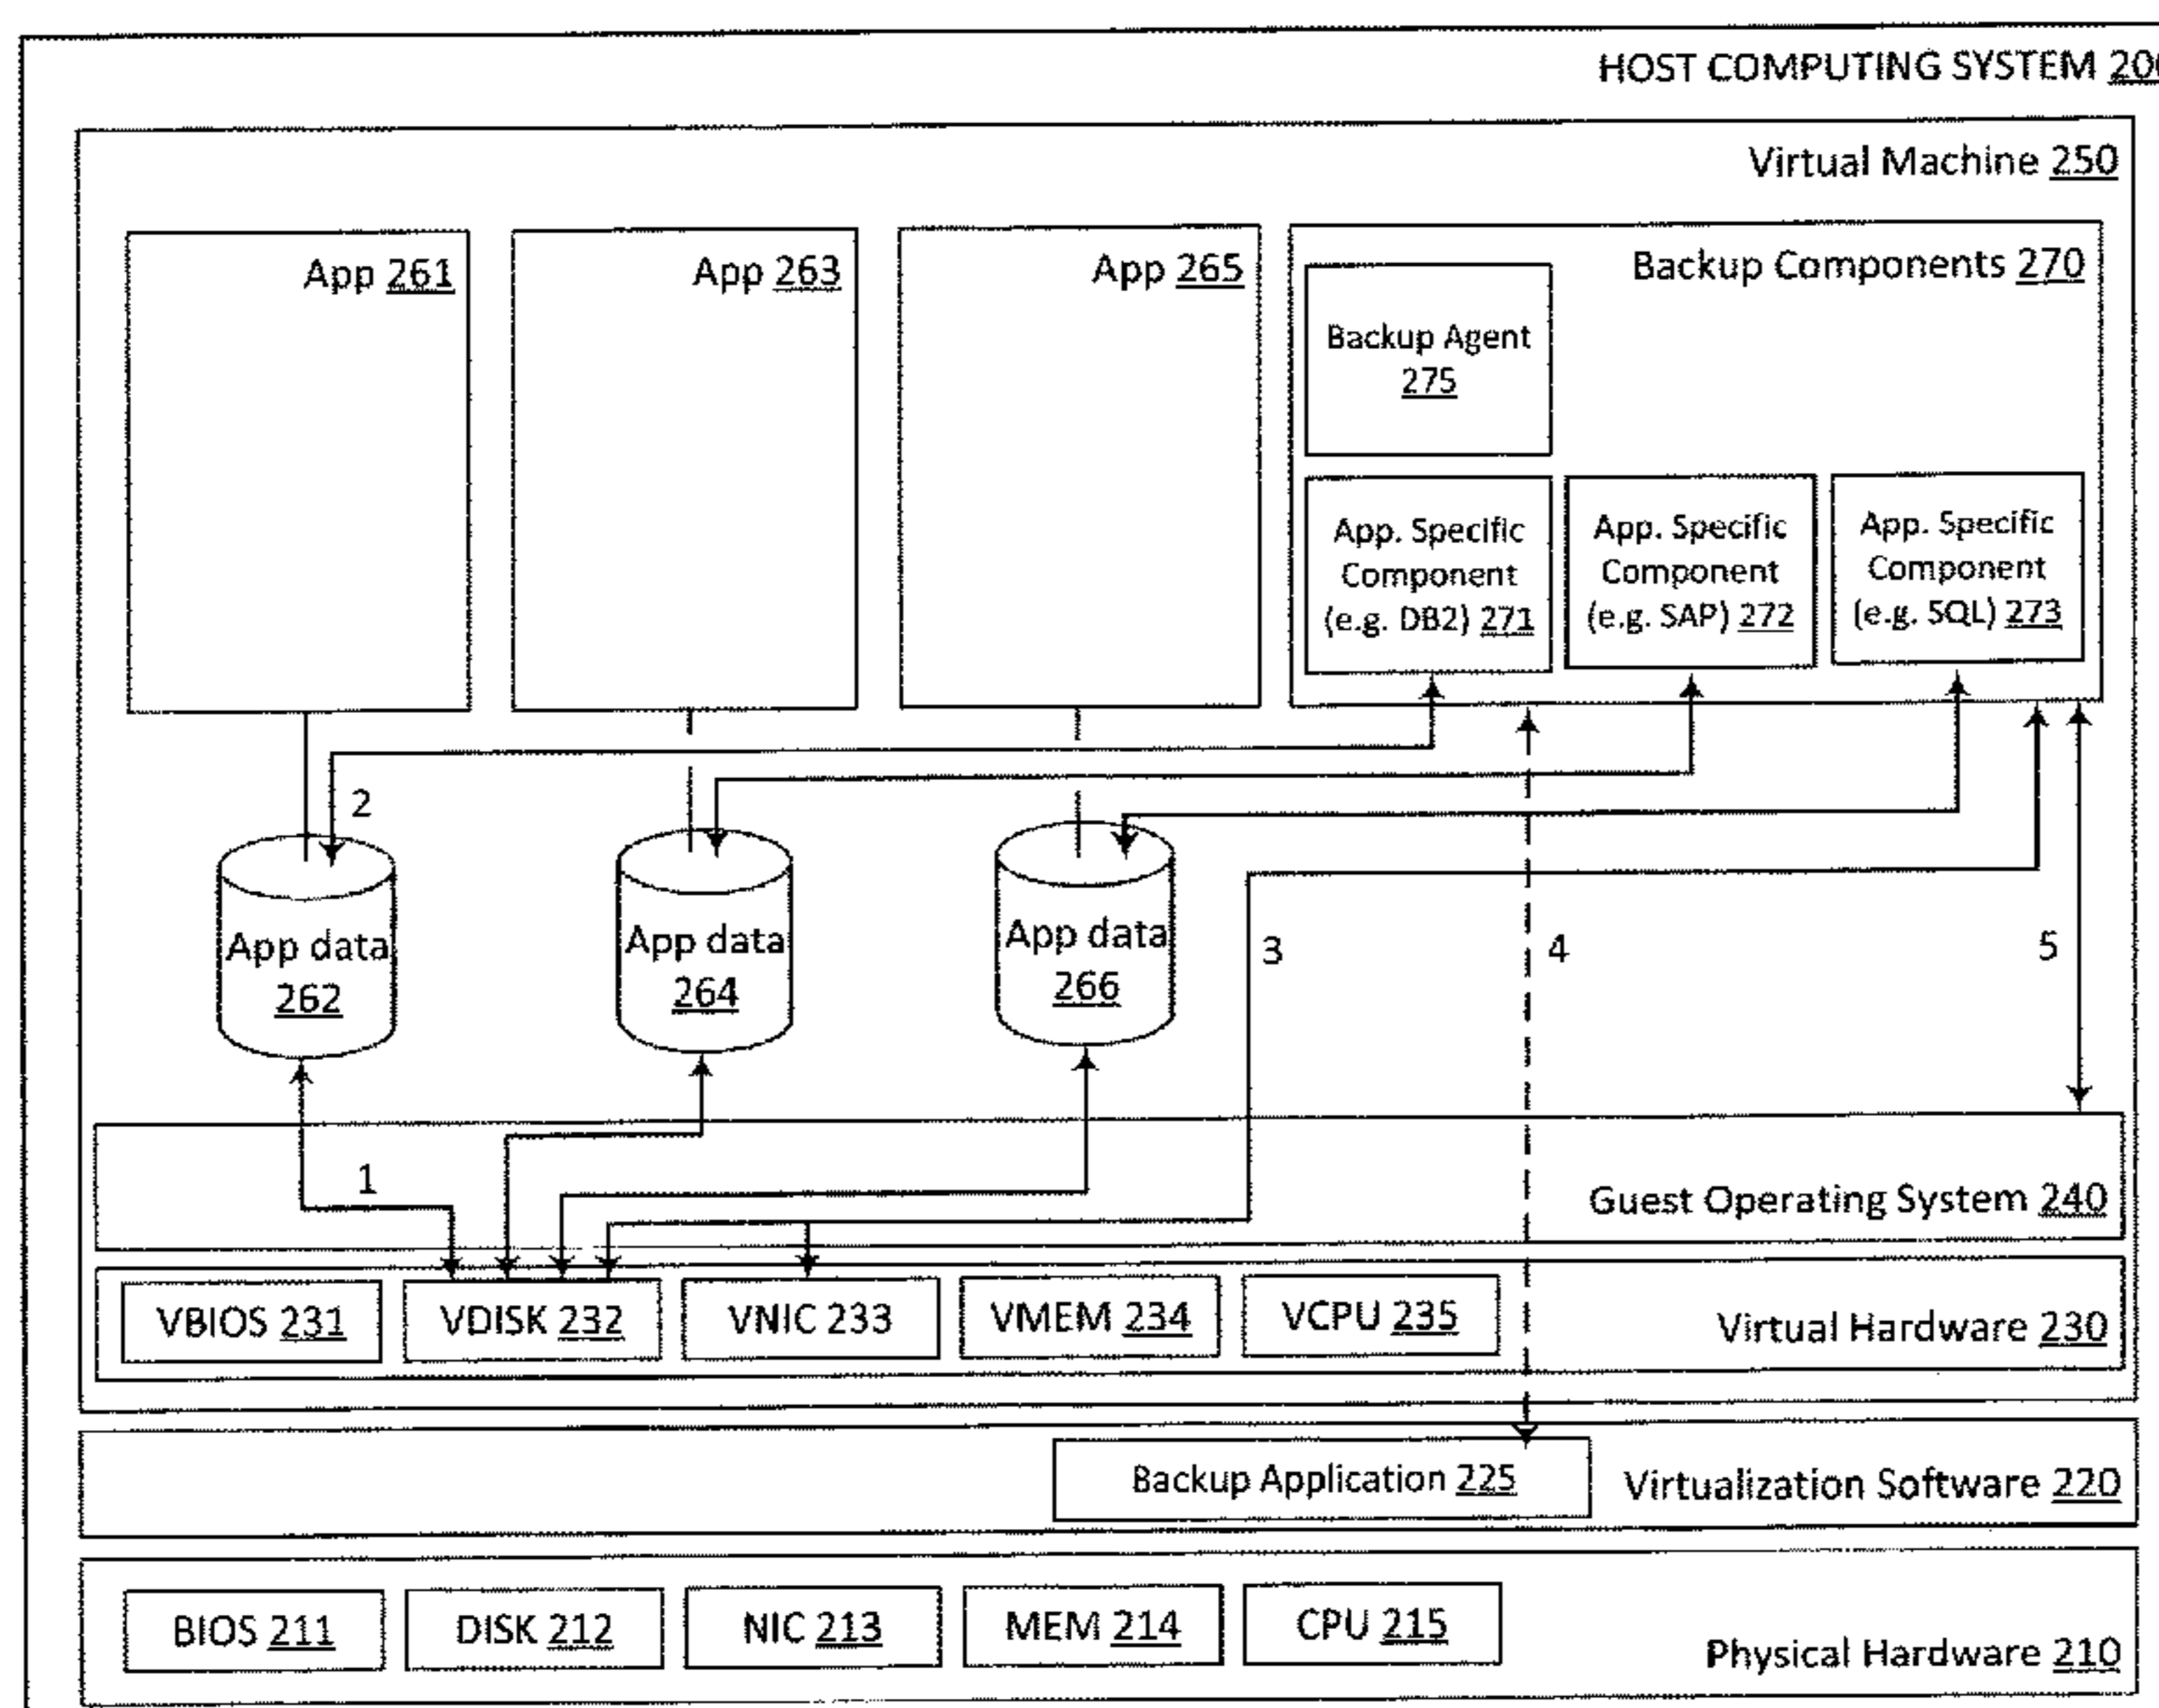 HOST COMPUTING SYSTEM 200
Virtual Machine 250
App 261
App 263
App 265
Backup Components 270
Backup Agent
275
App. Specific
Component
(e.g. DB2) 271
App. Specific
Component
(e.g. SAP) 272
App. Specific
Component
(e.g. SQL) 273
2
App data
262
App data
264
App data
266
3
4
5
1
Guest Operating System 240
VBIOS 231
VDISK 232
VNIC 233
VMEM 234
VCPU 235
Virtual Hardware 230
Backup Application 225
Virtualization Software 220
BIOS 211
DISK 212
NIC 213
MEM 214
CPU 215
Physical Hardware 210